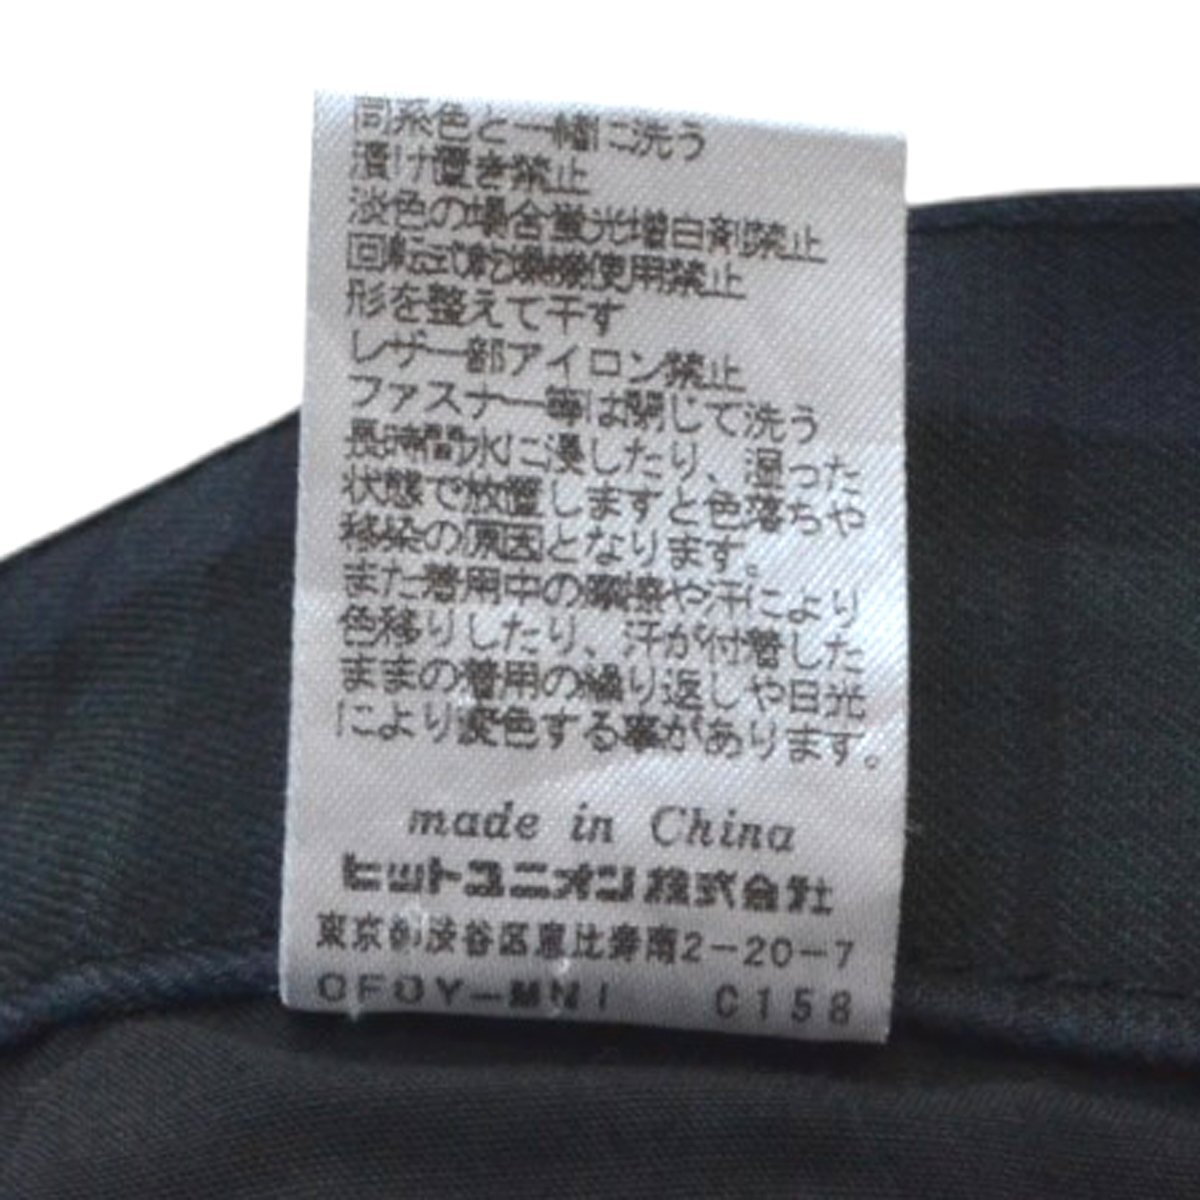 同系色と一緒に洗う
漬け置き禁止
淡色の場合蛍光増白剤禁止
回転式乾燥機使用禁止
形を整えて干す
レザー部アイロン禁止
ファスナー等は閉じて洗う
長時間水に浸したり、湿った
状態で放置しますと色落ちや
移染の原因となります。
また着用中の摩擦や汗により
色移りしたり、汗が付着した
ままの着用の繰り返しや日光
により変色する事があります。
made in China
ヒットユニオン株式会社
東京都渋谷区恵比寿南2-20-7
C158